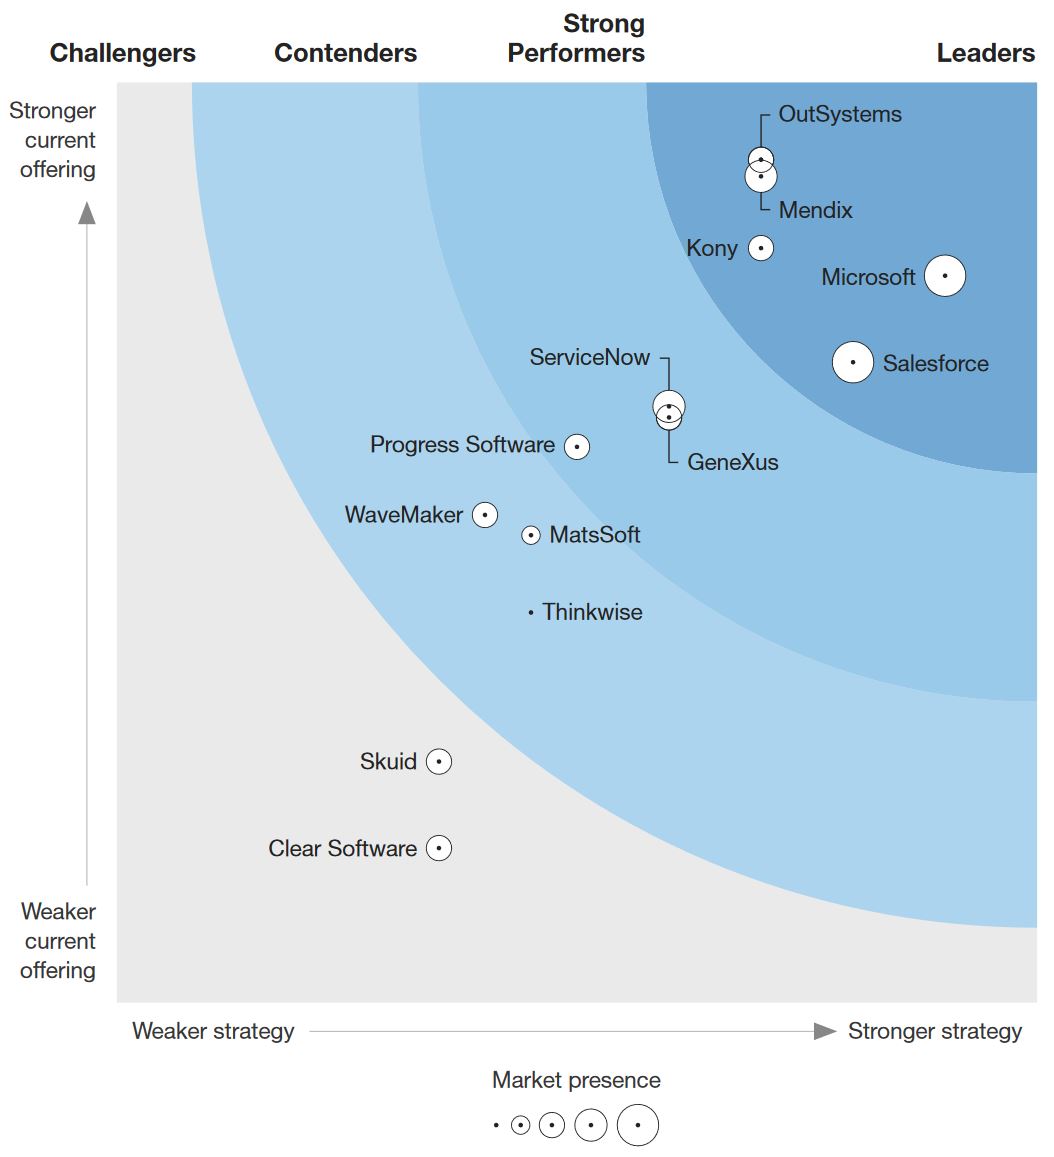 Strong
Challengers Contenders Performers Leaders
Stronger
current
offering
OutSystems
Mendix
Kony
Microsoft
ServiceNow
Salesforce
Progress Software
GeneXus
WaveMaker
MatsSoft
Thinkwise
Skuid
Clear Software
Weaker
current
offering
Weaker strategy Stronger strategy
Market presence